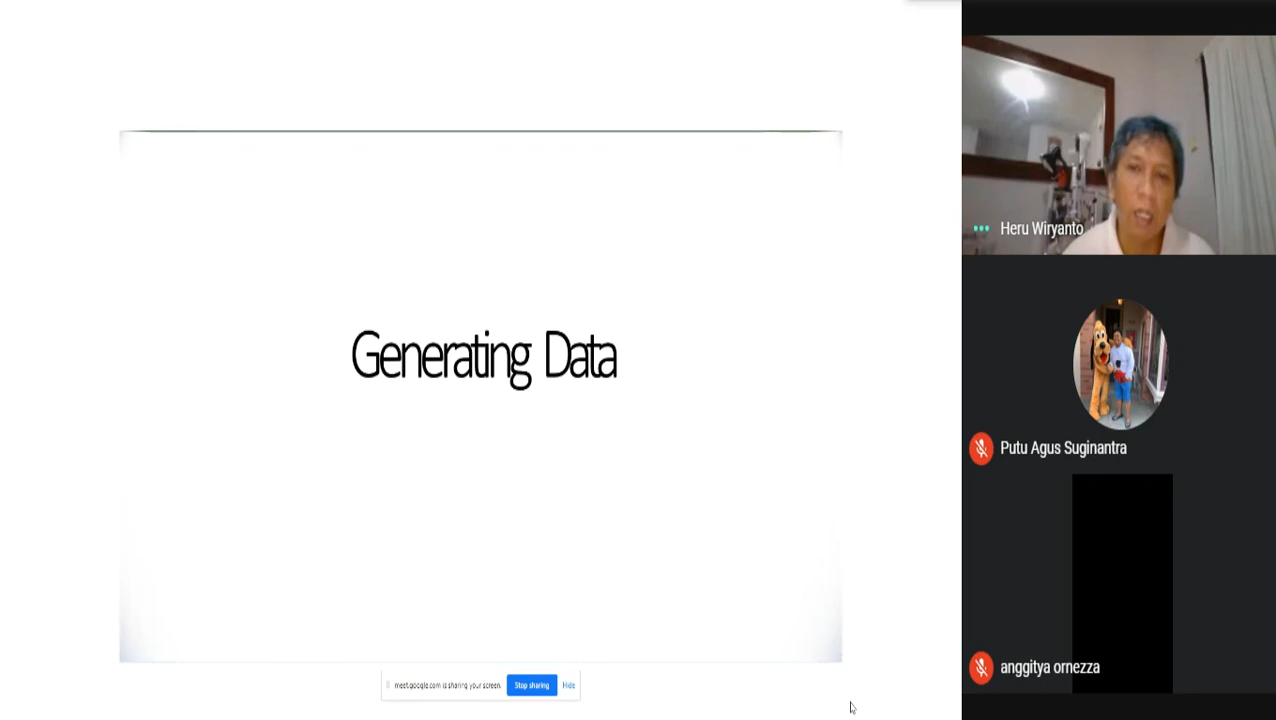 Generating Data
meet.google.com is sharing your screen.
Stop sharing
Hide
Heru Wiryanto
Putu Agus Suginantra
anggitya ornezza